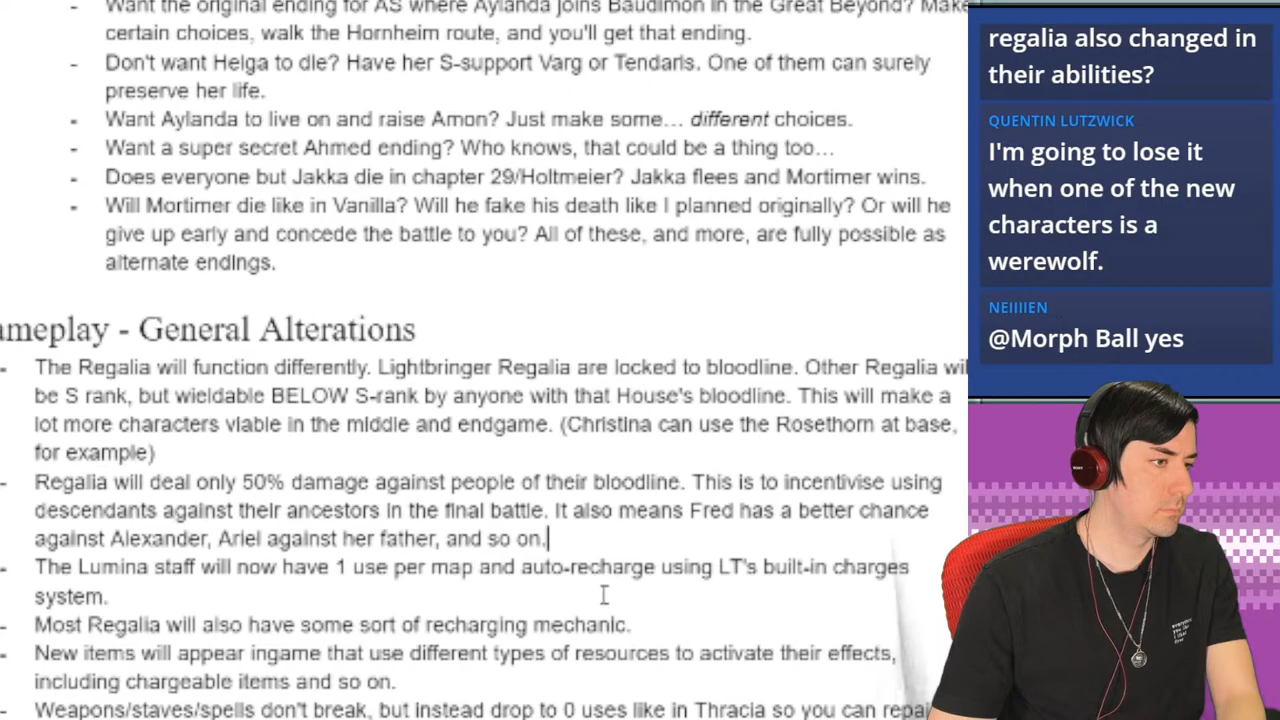 Want the original ending for AS where Aylanda joins Baudimon in the Great Beyond? Make
certain choices, walk the Hornheim route, and you'll get that ending.
- Don't want Helga to die? Have her S-support Varg or Tendaris. One of them can surely
preserve her life.
- Want Aylanda to live on and raise Amon? Just make some... different choices.
- Want a super secret Ahmed ending? Who knows, that could be a thing too...
- Does everyone but Jakka die in chapter 29/Holtmeier? Jakka flees and Mortimer wins.
- Will Mortimer die like in Vanilla? Will he fake his death like I planned originally? Or will he
give up early and concede the battle to you? All of these, and more, are fully possible as
alternate endings.
ameplay - General Alterations
- The Regalia will function differently. Lightbringer Regalia are locked to bloodline. Other Regalia wil
be S rank, but wieldable BELOW S-rank by anyone with that House's bloodline. This will make a
lot more characters viable in the middle and endgame. (Christina can use the Rosethorn at base,
for example)
- Regalia will deal only 50% damage against people of their bloodline. This is to incentivise using
descendants against their ancestors in the final battle. It also means Fred has a better chance
against Alexander, Ariel against her father, and so on.
- The Lumina staff will now have 1 use per map and auto-recharge using LT's built-in charges
system.
- Most Regalia will also have some sort of recharging mechanic.
- New items will appear ingame that use different types of resources to activate their effects,
including chargeable items and so on.
- Weapons/staves/spells don't break, but instead drop to 0 uses like in Thracia so you can repai
regalia also changed in
their abilities?
QUENTIN LUTZWICK
I'm going to lose it
when one of the new
characters is a
werewolf.
NEIIIIEN
@Morph Ball yes